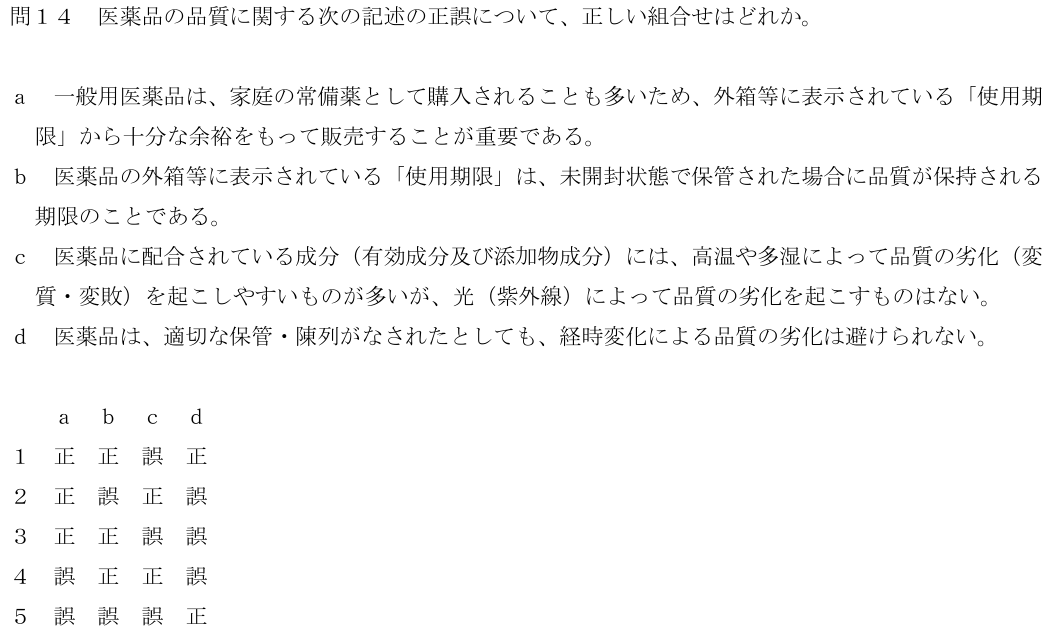 問１４　医薬品の品質に関する次の記述の正誤について、正しい組合せはどれか。
a　一般用医薬品は、家庭の常備薬として購入されることも多いため、外箱等に表示されている「使用期
限」から十分な余裕をもって販売することが重要である。
b　医薬品の外箱等に表示されている「使用期限」は、未開封状態で保管された場合に品質が保持される
期限のことである。
c　医薬品に配合されている成分（有効成分及び添加物成分）には、高温や多湿によって品質の劣化（変
質・変敗）を起こしやすいものが多いが、光（紫外線）によって品質の劣化を起こすものはない。
d　医薬品は、適切な保管・陳列がなされたとしても、経時変化による品質の劣化は避けられない。
a　b　c　d
１　正　正　誤　正
２　正　誤　正　誤
３　正　正　誤　誤
４　誤　正　正　誤
５　誤　誤　誤　正